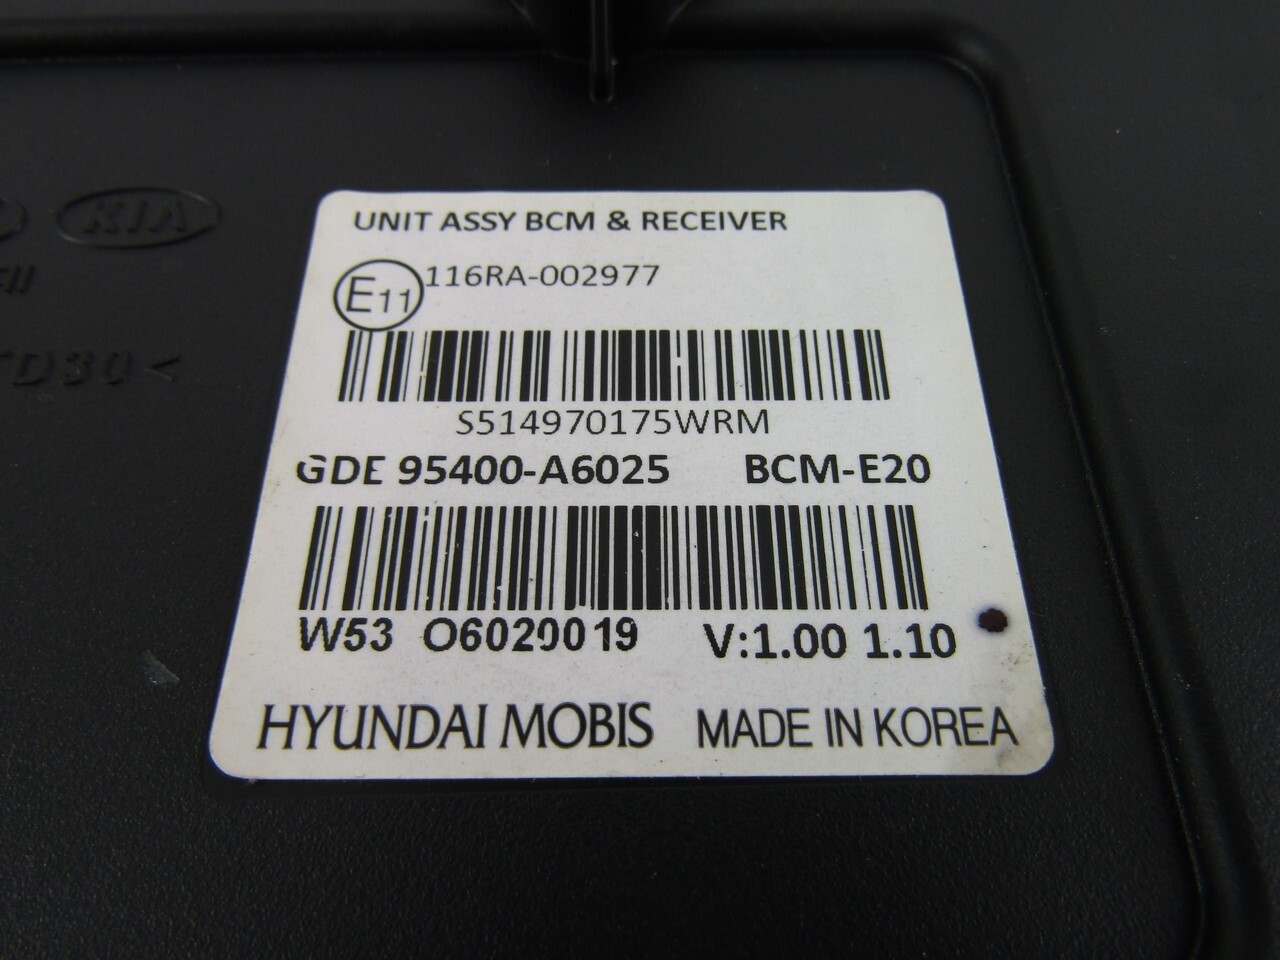 UNIT ASSY BCM & RECEIVER
E11 116RA-002977
S514970175WRM
GDE 95400-A6025 BCM-E20
W53 O6020019 V:1.00 1.10
HYUNDAI MOBIS MADE IN KOREA
KIA
TD30<